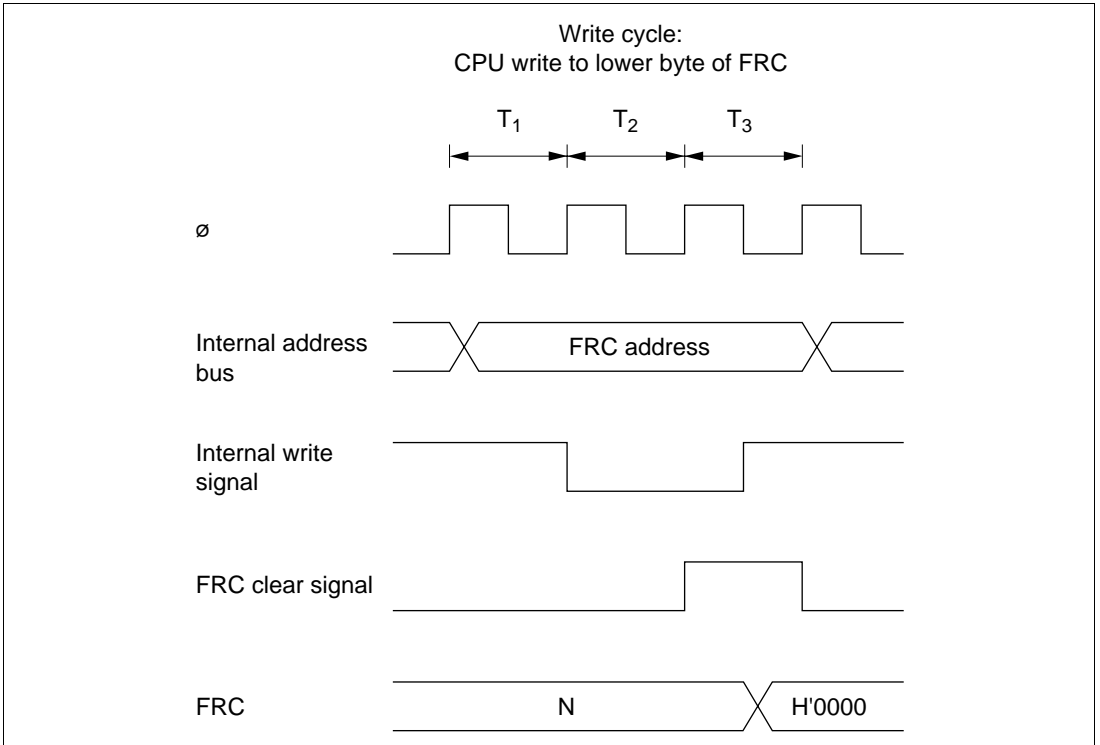 Write cycle:
CPU write to lower byte of FRC
T₁ T₂ T₃
ø
Internal address
bus
FRC address
Internal write
signal
FRC clear signal
FRC
N
H'0000